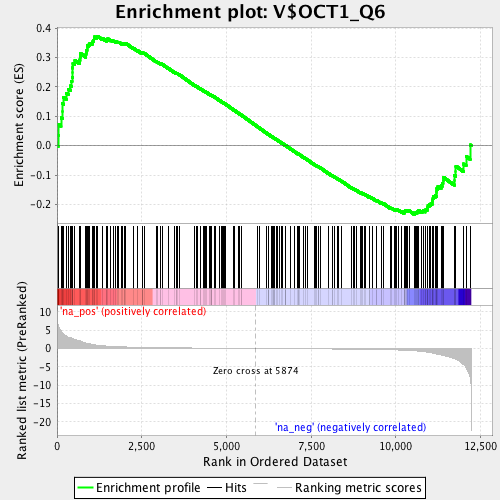 Enrichment plot: V$OCT1_Q6
Enrichment score (ES)
0.4
0.3
0.2
0.1
0.0
-0.1
-0.2
'na_pos' (positively correlated)
Ranked list metric (PreRanked)
10
5
0
-5
-10
-15
-20
Zero cross at 5874
'na_neg' (negatively correlated)
0
2,500
5,000
7,500
10,000
12,500
Rank in Ordered Dataset
Enrichment profile
Hits
Ranking metric scores